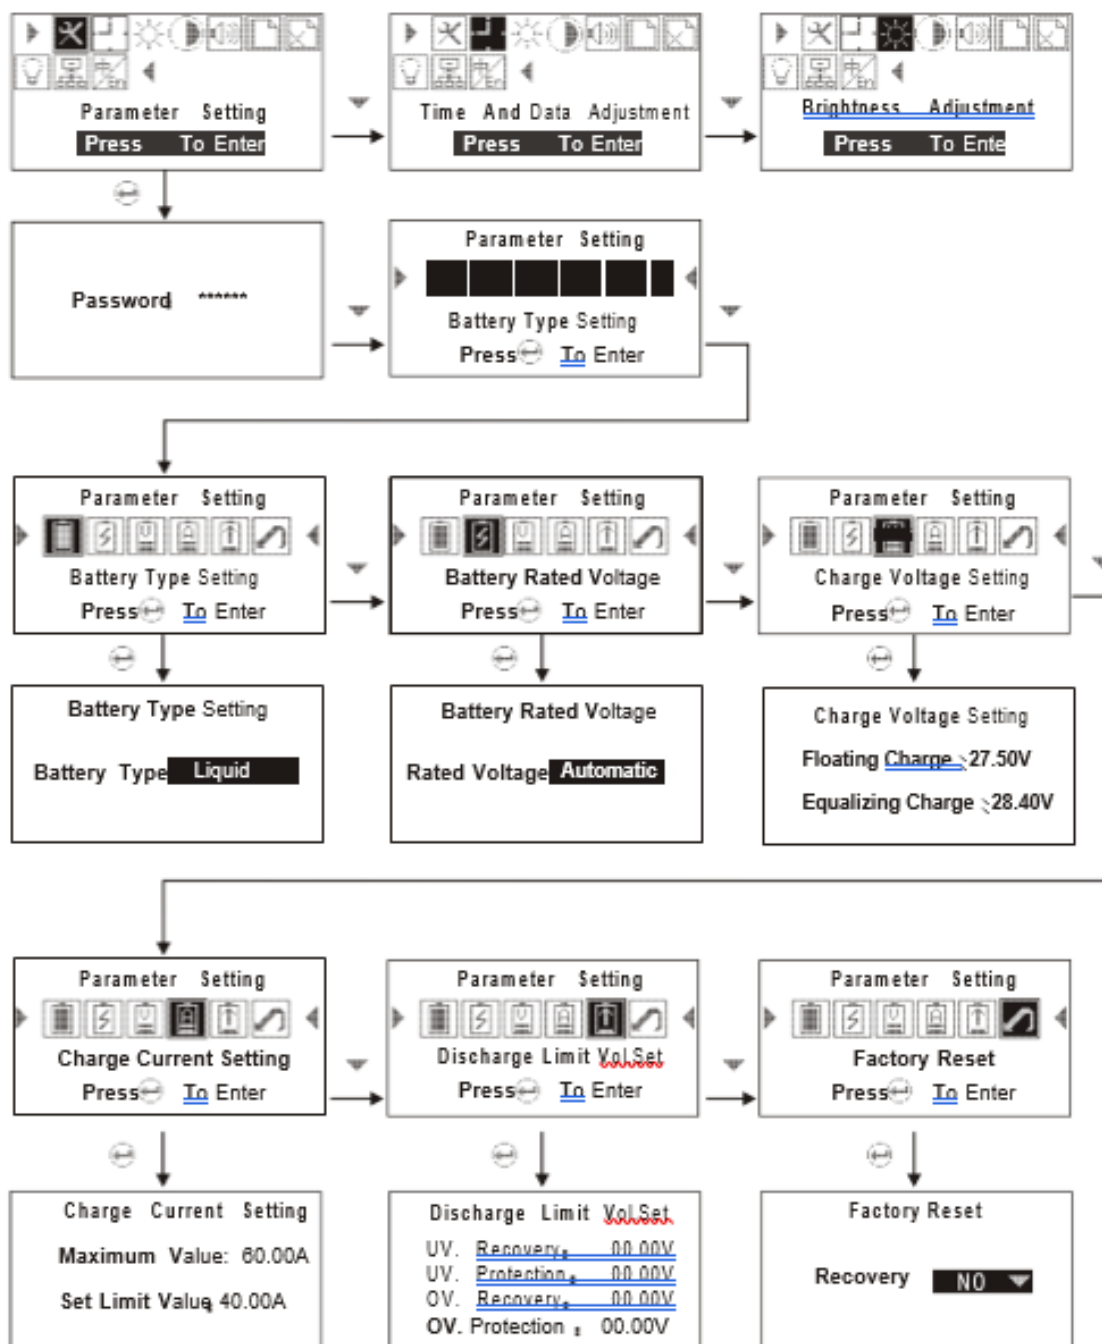 Parameter Setting
Press To Enter
Time And Data Adjustment
Press To Enter
Brightness Adjustment
Press To Ente
Password ******
Parameter Setting
Battery Type Setting
Press To Enter
Parameter Setting
Battery Type Setting
Press To Enter
Parameter Setting
Battery Rated Voltage
Press To Enter
Parameter Setting
Charge Voltage Setting
Press To Enter
Battery Type Setting
Battery Type Liquid
Battery Rated Voltage
Rated Voltage Automatic
Charge Voltage Setting
Floating Charge : 27.50V
Equalizing Charge : 28.40V
Parameter Setting
Charge Current Setting
Press To Enter
Parameter Setting
Discharge Limit Vol.Set
Press To Enter
Parameter Setting
Factory Reset
Press To Enter
Charge Current Setting
Maximum Value: 60.00A
Set Limit Value: 40.00A
Discharge Limit Vol.Set
UV. Recovery: 00.00V
UV. Protection: 00.00V
OV. Recovery: 00.00V
OV. Protection : 00.00V
Factory Reset
Recovery NO